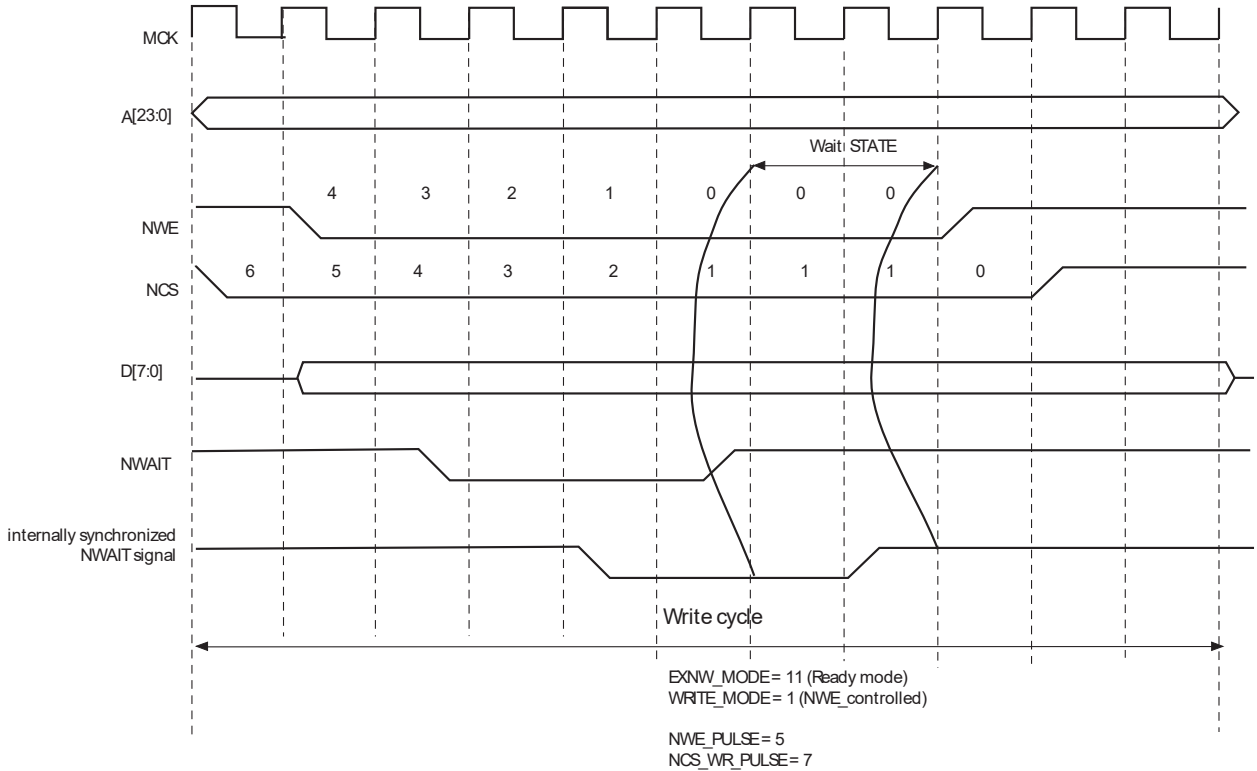 MCK
A[23:0]
Wait STATE
4 3 2 1 0 0 0
NWE
6 5 4 3 2 1 1 1 0
NCS
D[7:0]
NWAIT
internally synchronized
NWAIT signal
Write cycle
EXNW_MODE = 11 (Ready mode)
WRITE_MODE = 1 (NWE_controlled)
NWE_PULSE = 5
NCS_WR_PULSE = 7